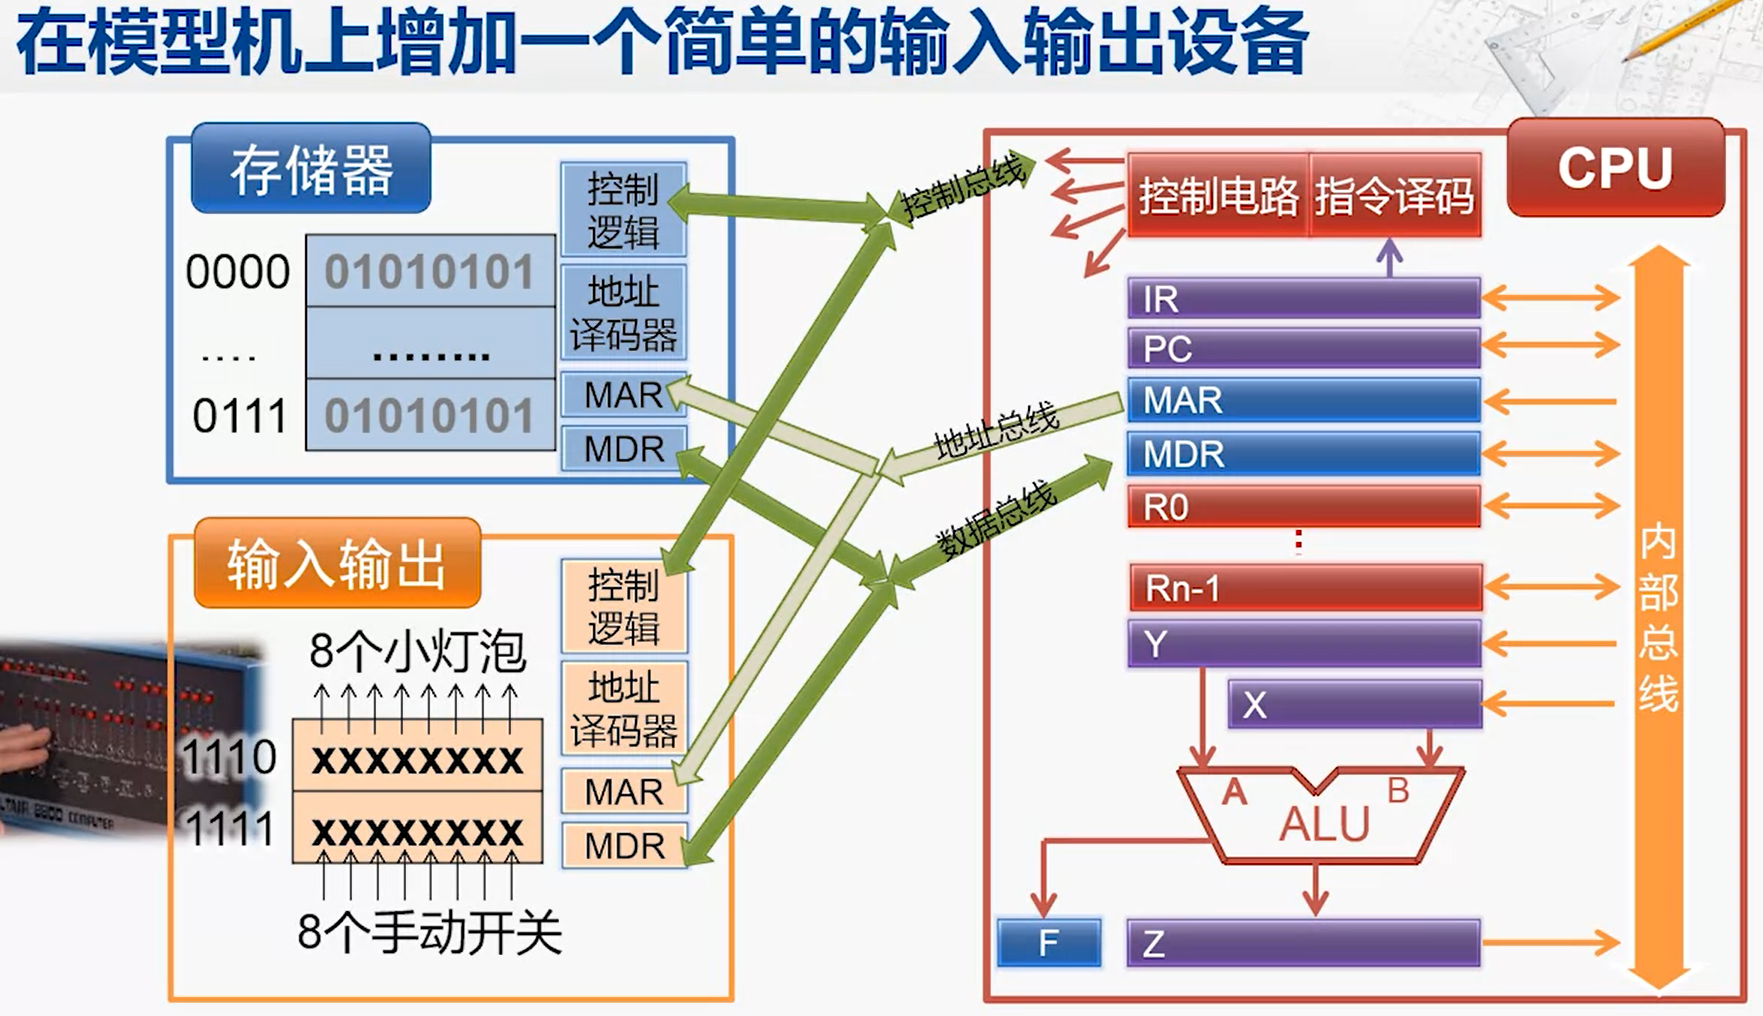 在模型机上增加一个简单的输入输出设备
存储器
控制
逻辑
0000
01010101
地址
译码器
....
........
0111
01010101
MAR
MDR
输入输出
控制
逻辑
8个小灯泡
地址
译码器
1110
xxxxxxxx
1111
xxxxxxxx
MAR
MDR
8个手动开关
8800 COMPUTER
控制总线
地址总线
数据总线
CPU
控制电路
指令译码
IR
PC
MAR
MDR
R0
⋮
Rn-1
Y
X
A
B
ALU
F
Z
内部总线